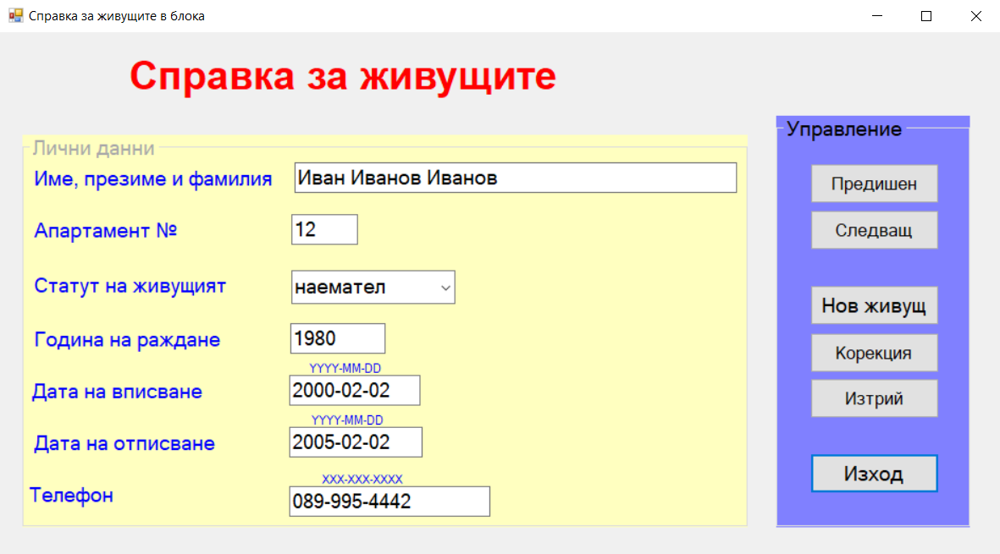 Справка за живущите в блока
Справка за живущите
Лични данни
Име, презиме и фамилия
Иван Иванов Иванов
Апартамент №
12
Статут на живущият
наемател
Година на раждане
1980
YYYY-MM-DD
Дата на вписване
2000-02-02
YYYY-MM-DD
Дата на отписване
2005-02-02
XXX-XXX-XXXX
Телефон
089-995-4442
Управление
Предишен
Следващ
Нов живущ
Корекция
Изтрий
Изход